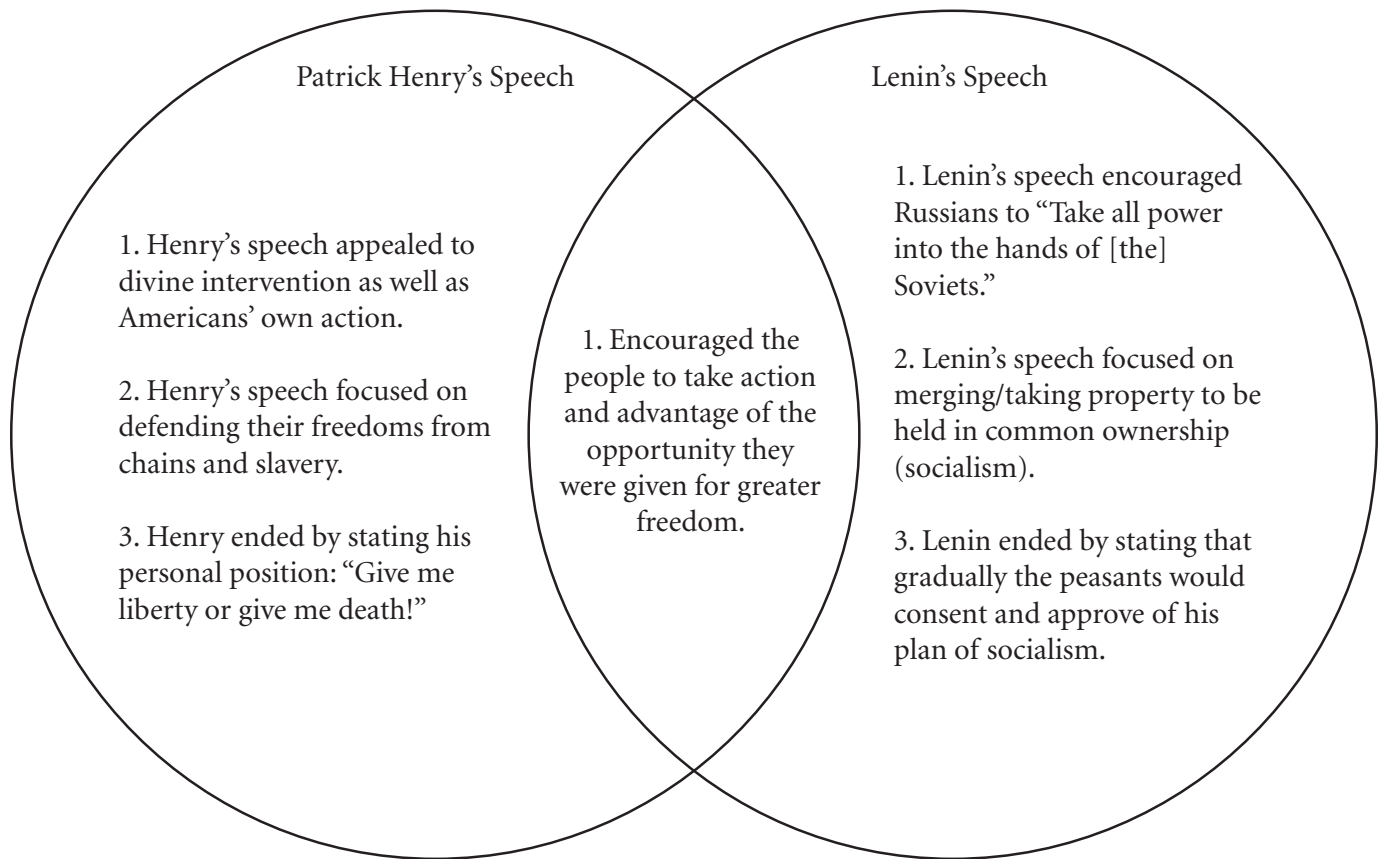 Patrick Henry’s Speech
1. Henry’s speech appealed to
divine intervention as well as
Americans’ own action.
2. Henry’s speech focused on
defending their freedoms from
chains and slavery.
3. Henry ended by stating his
personal position: “Give me
liberty or give me death!”
1. Encouraged the
people to take action
and advantage of the
opportunity they
were given for greater
freedom.
Lenin’s Speech
1. Lenin’s speech encouraged
Russians to “Take all power
into the hands of [the]
Soviets.”
2. Lenin’s speech focused on
merging/taking property to be
held in common ownership
(socialism).
3. Lenin ended by stating that
gradually the peasants would
consent and approve of his
plan of socialism.